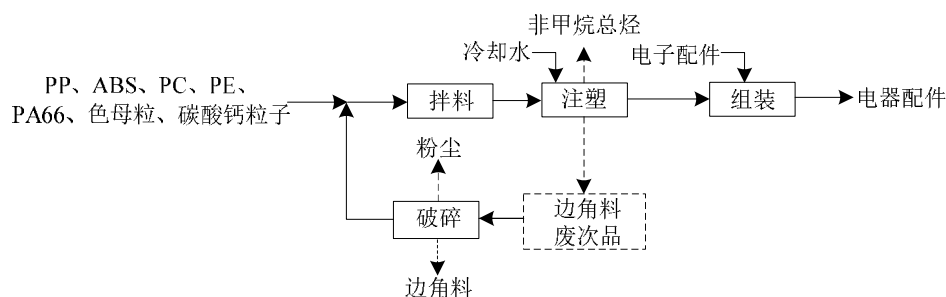 非甲烷总烃
冷却水
电子配件
PP、ABS、PC、PE、
PA66、色母粒、碳酸钙粒子
拌料
注塑
组装
电器配件
粉尘
破碎
边角料
废次品
边角料